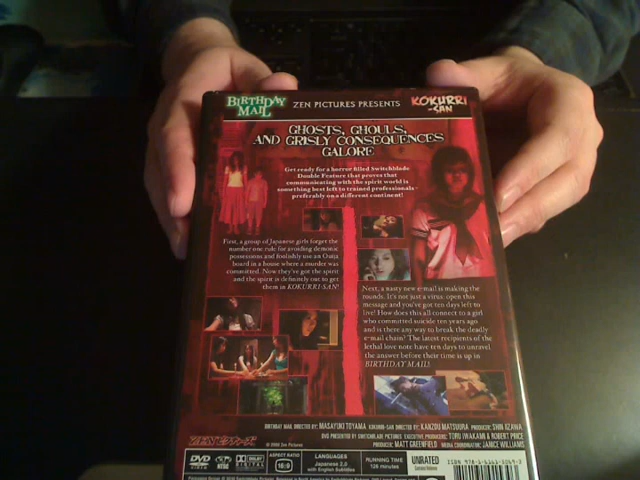 BIRTHDAY MAIL
ZEN PICTURES PRESENTS
KOKURRI-SAN
GHOSTS, GHOULS,
AND GRISLY CONSEQUENCES
GALORE
Get ready for a horror filled Switchblade
Double Feature that proves that
communicating with the spirit world is
something best left to trained professionals-
preferably on a different continent!
First, a group of Japanese girls forget the
number one rule for avoiding demonic
possessions and foolishly use an Ouija
board in a house where a murder was
committed. Now they've got the spirit
and the spirit is definitely out to get
them in KOKURRI-SAN!
Next, a nasty new e-mail is making the
rounds. It's not just a virus: open this
message and you've got ten days left to
live! How does this all connect to a girl
who committed suicide ten years ago
and is there any way to break the deadly
e-mail chain? The latest recipients of the
lethal love note have ten days to unravel
the answer before their time is up in
BIRTHDAY MAIL!
BIRTHDAY MAIL DIRECTED BY: MASAYUKI TOYAMA KOKURRI-SAN DIRECTED BY: KANZOU MATSUURA PRODUCER: SHIN IZAWA
DVD PRESENTED BY SWITCHBLADE PICTURES EXECUTIVE PRODUCERS: TORU IWAKAMI & ROBERT PRICE
PRODUCER: MATT GREENFIELD MEDIA COORDINATOR: JANICE WILLIAMS
ZEN
Zen Pictures
DVD
NTSC
DOLBY DIGITAL
ASPECT RATIO
16:9
LANGUAGES
Japanese 2.0
with English Subtitles
RUNNING TIME
126 minutes
UNRATED
ISBN